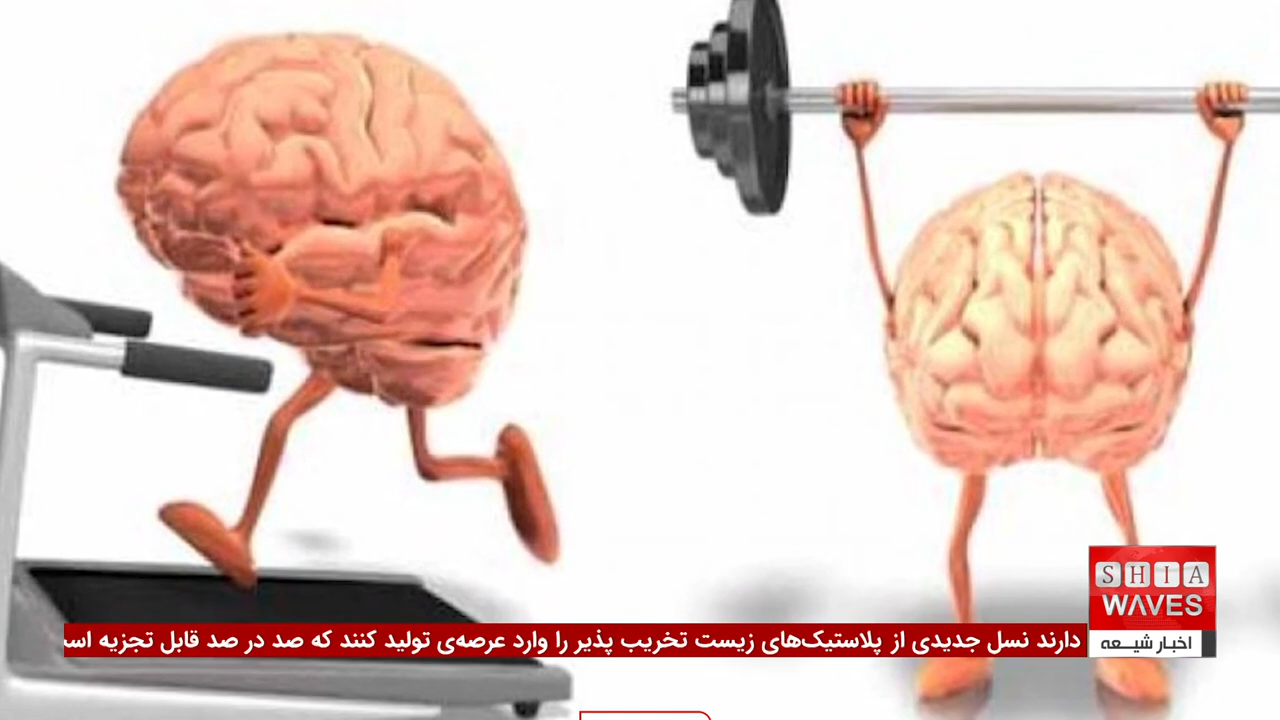 SHIA
WAVES
دارند نسل جدیدی از پلاستیک‌های زیست تخریب پذیر را وارد عرصه‌ی تولید کنند که صد در صد قابل تجزیه
اخبار شیعه